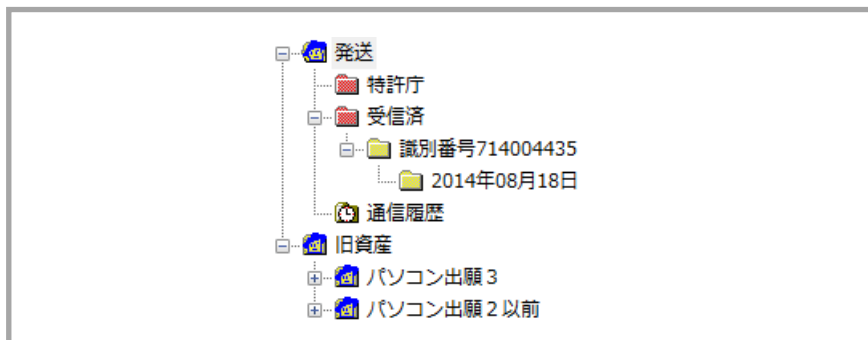 発送
特許庁
受信済
識別番号714004435
2014年08月18日
通信履歴
旧資産
パソコン出願３
パソコン出願２以前